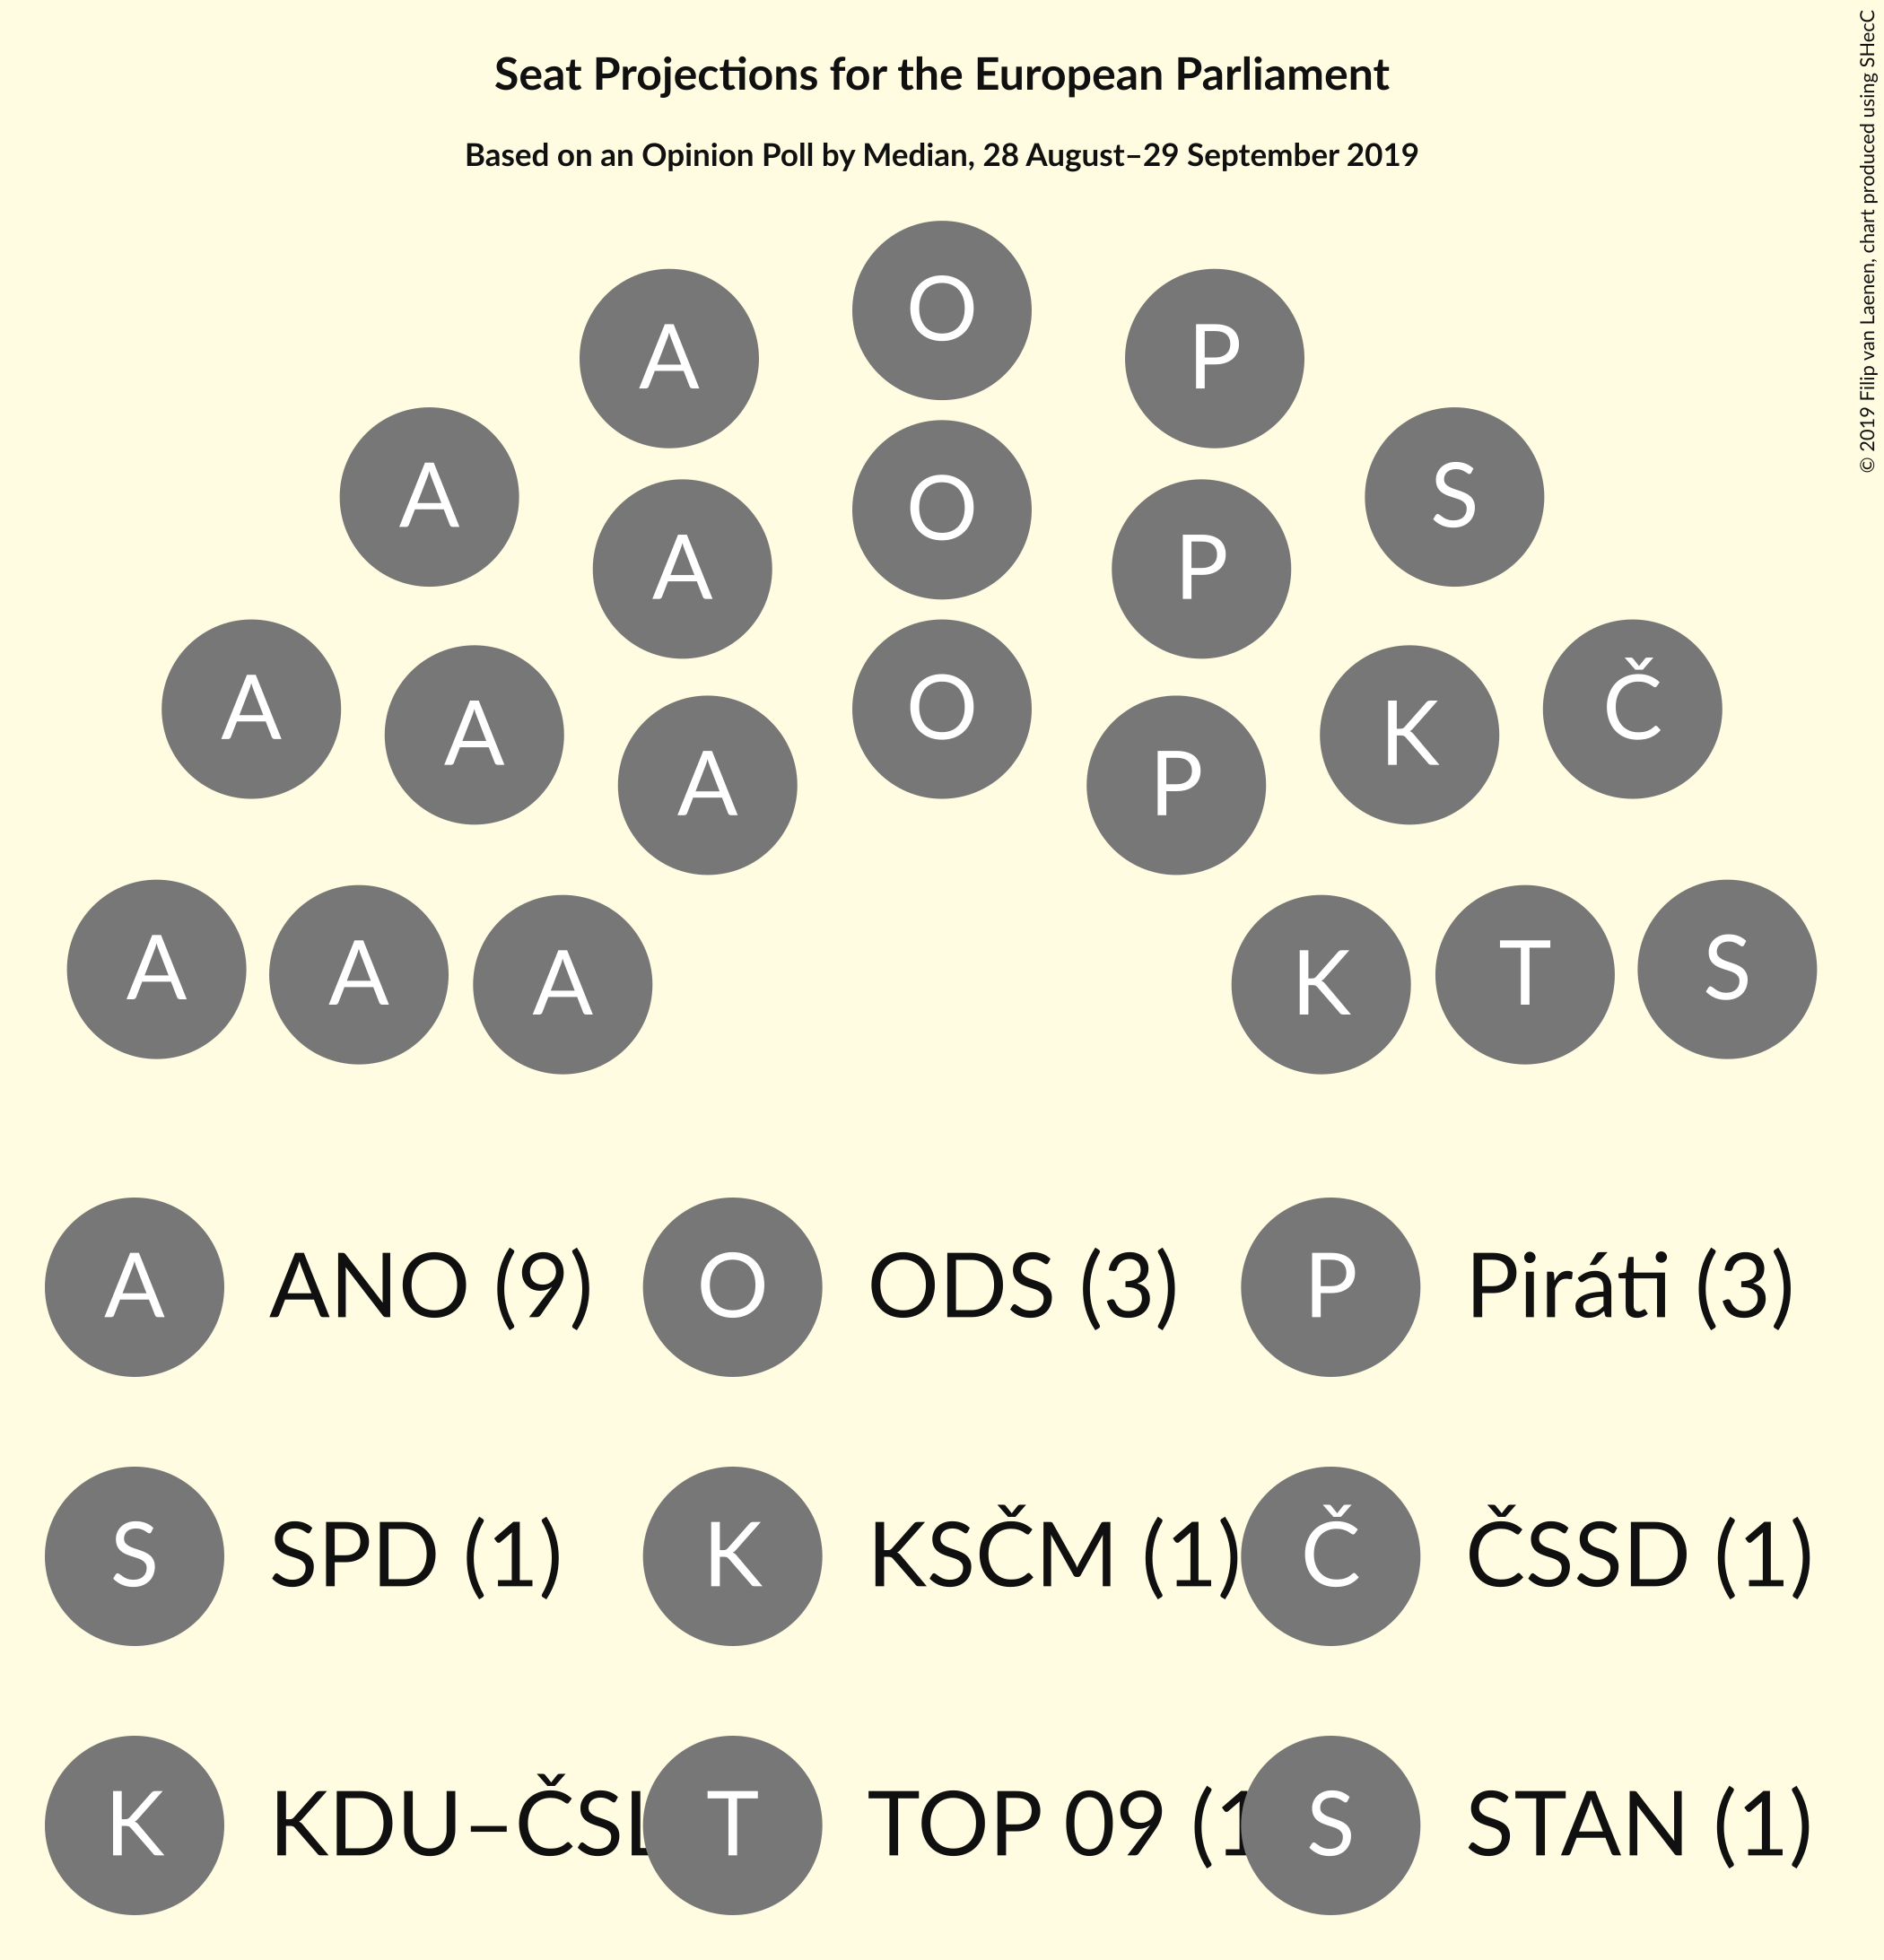 Seat Projections for the European Parliament
Based on an Opinion Poll by Median, 28 August–29 September 2019
© 2019 Filip van Laenen, chart produced using SHecC
O
A P
A S
O
A P
A Č
O
A K
A P
A S
A T
A K
A ANO (9) O ODS (3) P Piráti (3)
S SPD (1) K KSČM (1) Č ČSSD (1)
K KDU–ČSL T TOP 09 (1 S STAN (1)